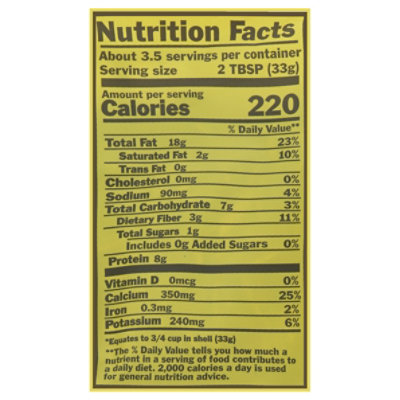 Nutrition Facts
About 3.5 servings per container
Serving size 2 TBSP (33g)
Amount per serving
Calories 220
% Daily Value**
Total Fat 18g 23%
Saturated Fat 2g 10%
Trans Fat 0g
Cholesterol 0mg 0%
Sodium 90mg 4%
Total Carbohydrate 7g 3%
Dietary Fiber 3g 11%
Total Sugars 1g
Includes 0g Added Sugars 0%
Protein 8g
Vitamin D 0mcg 0%
Calcium 350mg 25%
Iron 0.3mg 2%
Potassium 240mg 6%
*Equates to 3/4 cup in shell (33g)
**The % Daily Value tells you how much a
nutrient in a serving of food contributes to
a daily diet. 2,000 calories a day is used
for general nutrition advice.